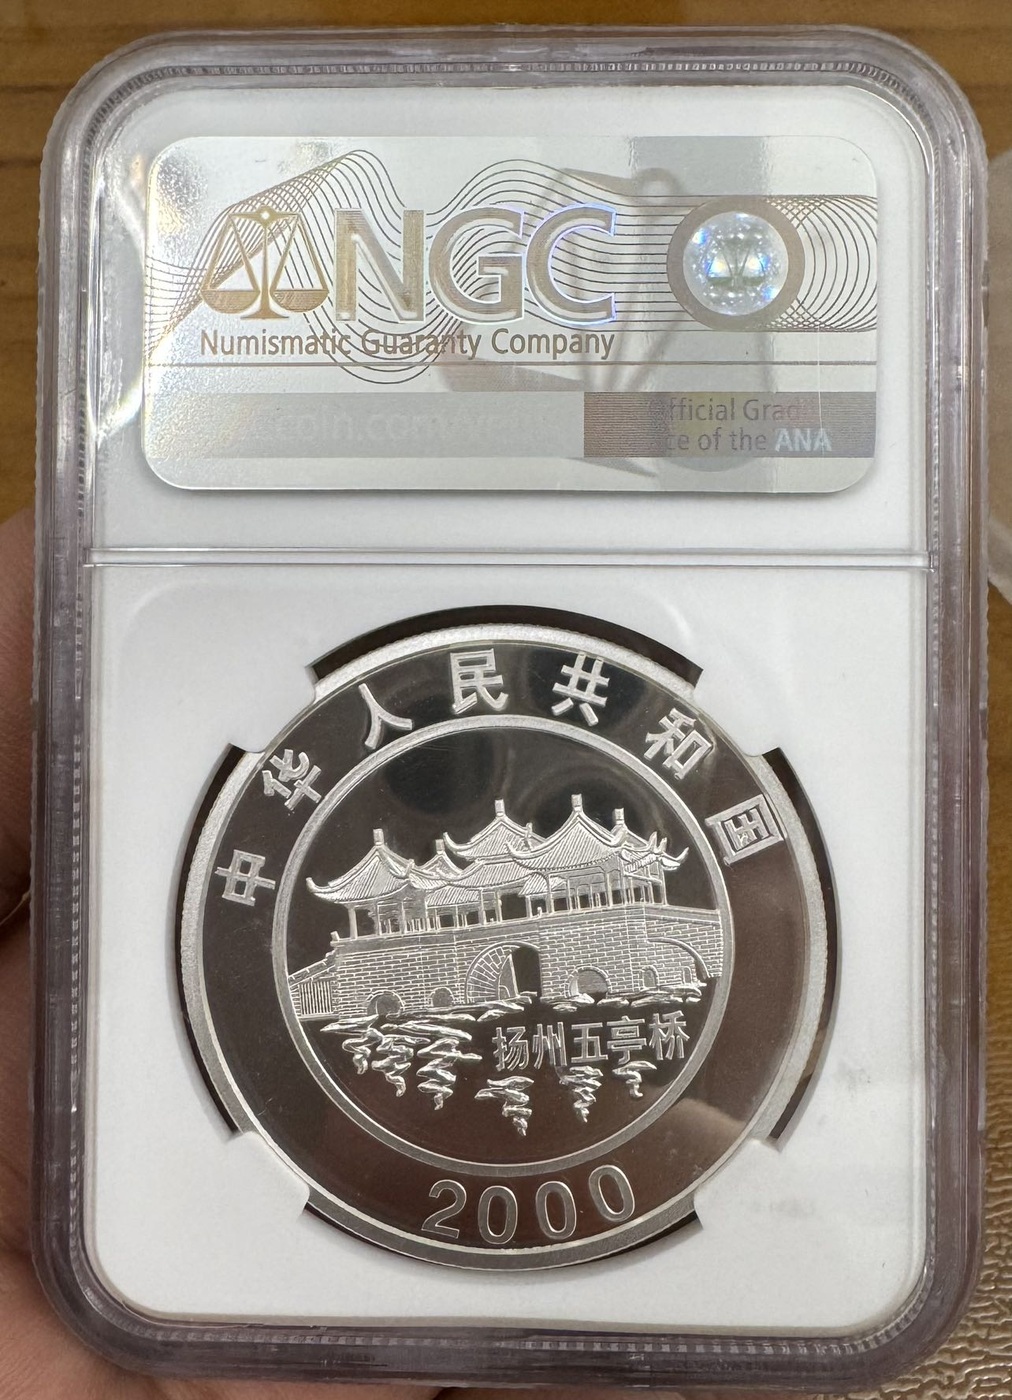 NGC
Numismatic Guaranty Company
Official Grad
ce of the ANA
中华人民共和国
扬州五亭桥
2000